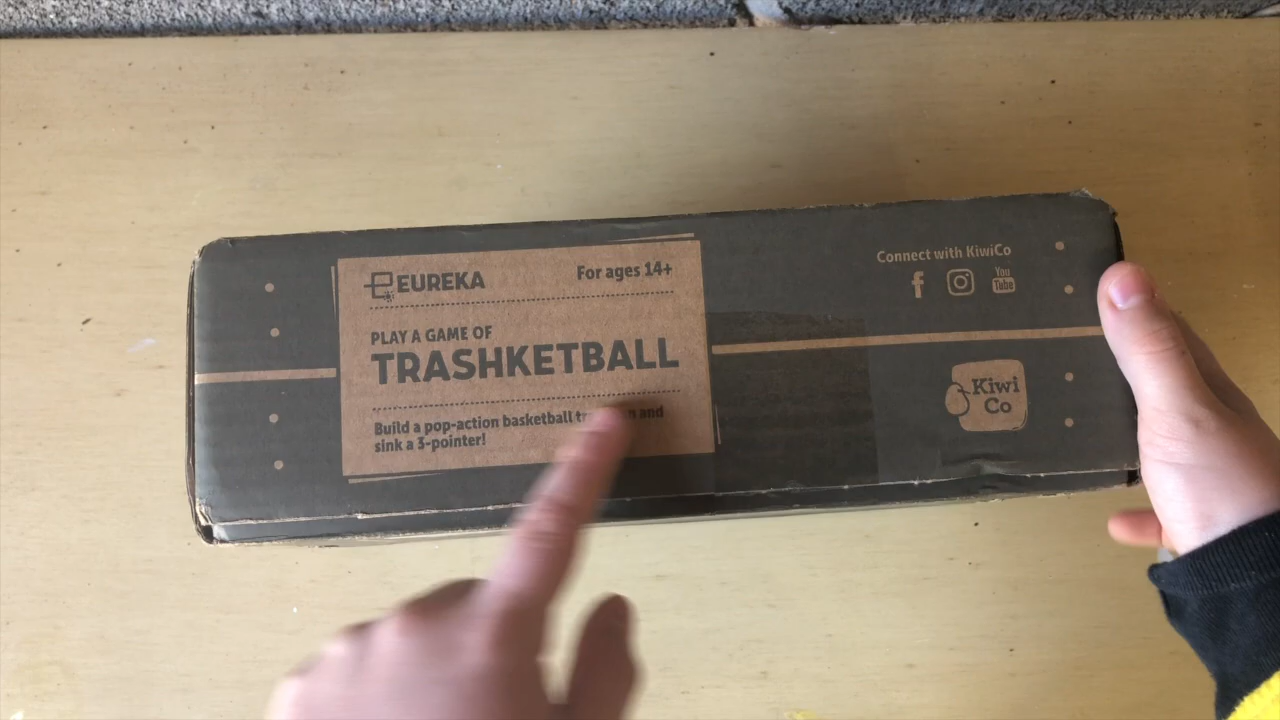 EUREKA
For ages 14+
PLAY A GAME OF
TRASHKETBALL
Build a pop-action basketball and
sink a 3-pointer!
Connect with KiwiCo
f
You
Tube
Kiwi
Co